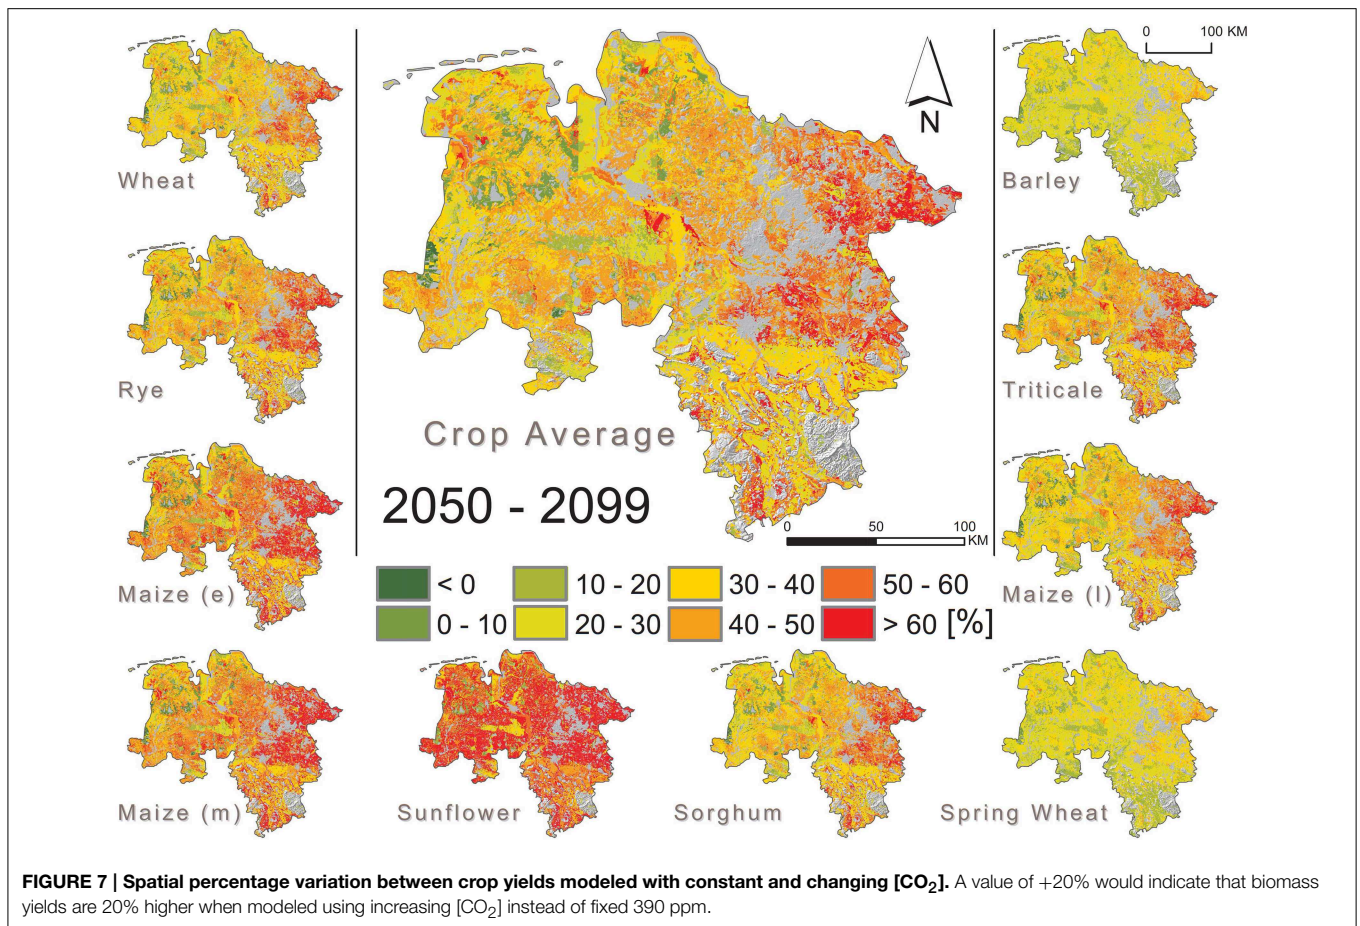 Wheat
0 100 KM
N
Barley
Rye
Triticale
Crop Average
2050 - 2099
0 50 100
KM
< 0 10 - 20 30 - 40 50 - 60
0 - 10 20 - 30 40 - 50 > 60 [%]
Maize (e)
Maize (l)
Maize (m)
Sunflower
Sorghum
Spring Wheat
FIGURE 7 | Spatial percentage variation between crop yields modeled with constant and changing [CO2]. A value of +20% would indicate that biomass
yields are 20% higher when modeled using increasing [CO2] instead of fixed 390 ppm.